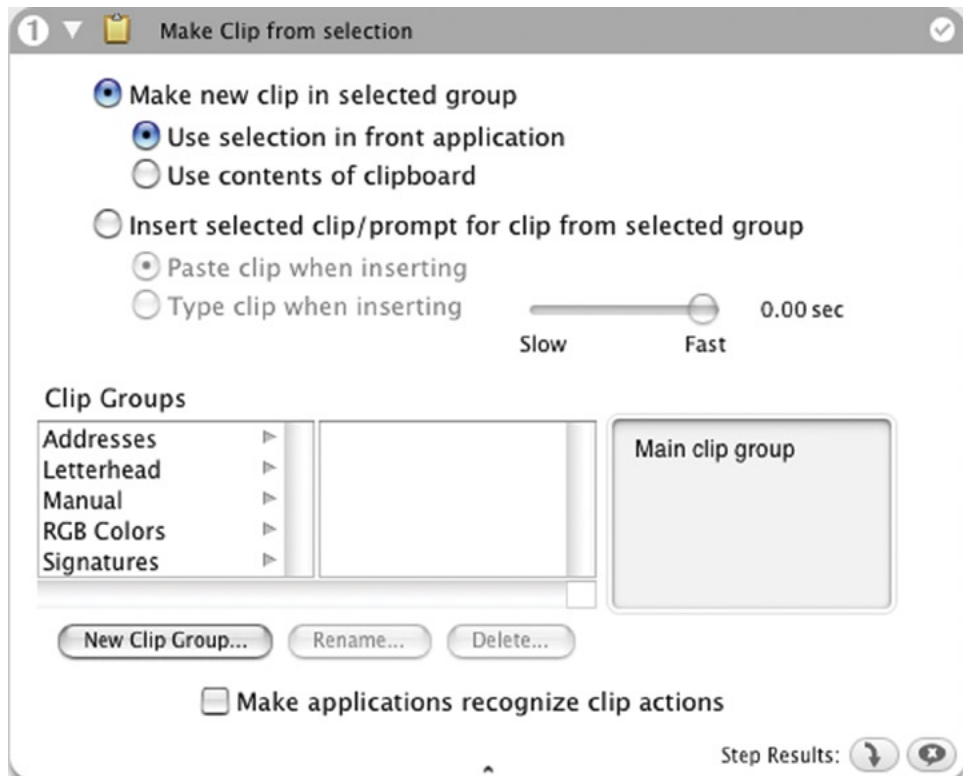 1 Make Clip from selection
Make new clip in selected group
Use selection in front application
Use contents of clipboard
Insert selected clip/prompt for clip from selected group
Paste clip when inserting
Type clip when inserting
0.00 sec
Slow Fast
Clip Groups
Addresses
Letterhead
Manual
RGB Colors
Signatures
Main clip group
New Clip Group... Rename... Delete...
Make applications recognize clip actions
Step Results: